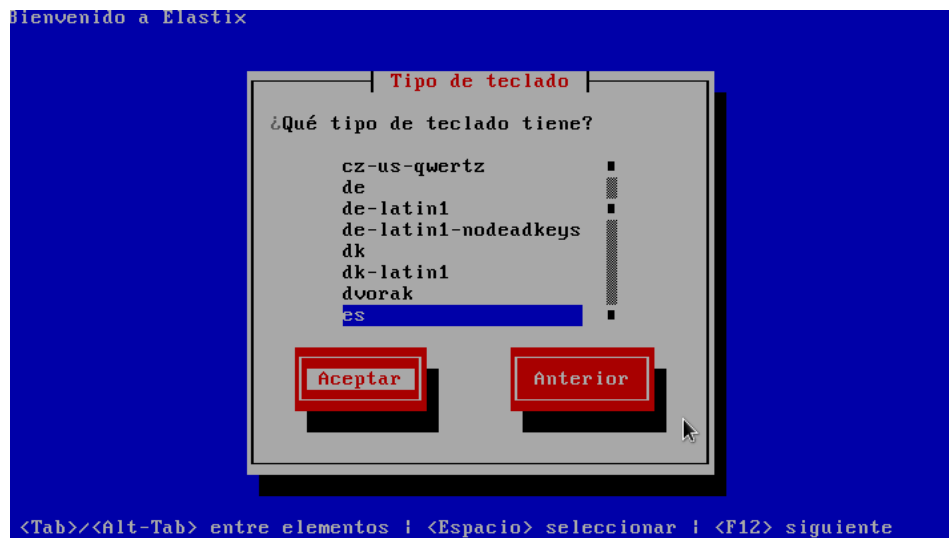 Bienvenido a Elastix
Tipo de teclado
¿Qué tipo de teclado tiene?
cz-us-qwertz
de
de-latin1
de-latin1-nodeadkeys
dk
dk-latin1
dvorak
es
Aceptar Anterior
<Tab>/<Alt-Tab> entre elementos | <Espacio> seleccionar | <F12> siguiente